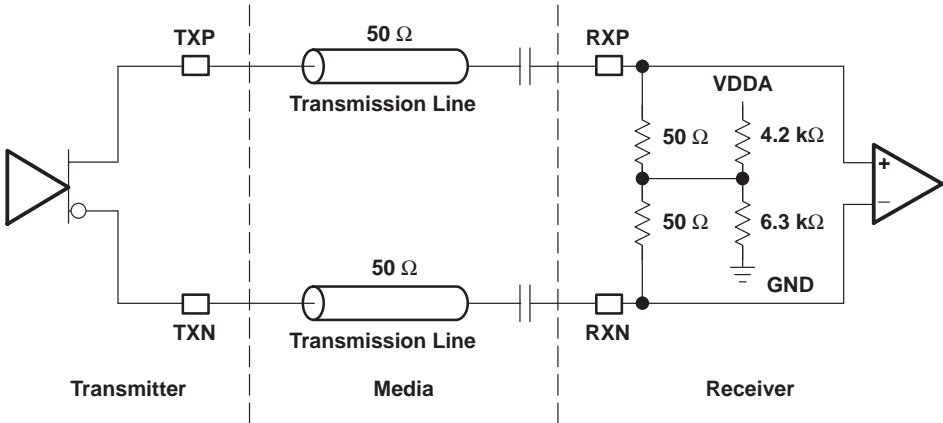 50 Ω
TXP
RXP
Transmission Line
VDDA
50 Ω
4.2 kΩ
+
50 Ω
6.3 kΩ
–
50 Ω
GND
TXN
Transmission Line
RXN
Transmitter
Media
Receiver